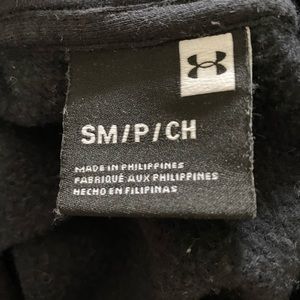 SM/P/CH
MADE IN PHILIPPINES
FABRIQUÉ AUX PHILIPPINES
HECHO EN FILIPINAS